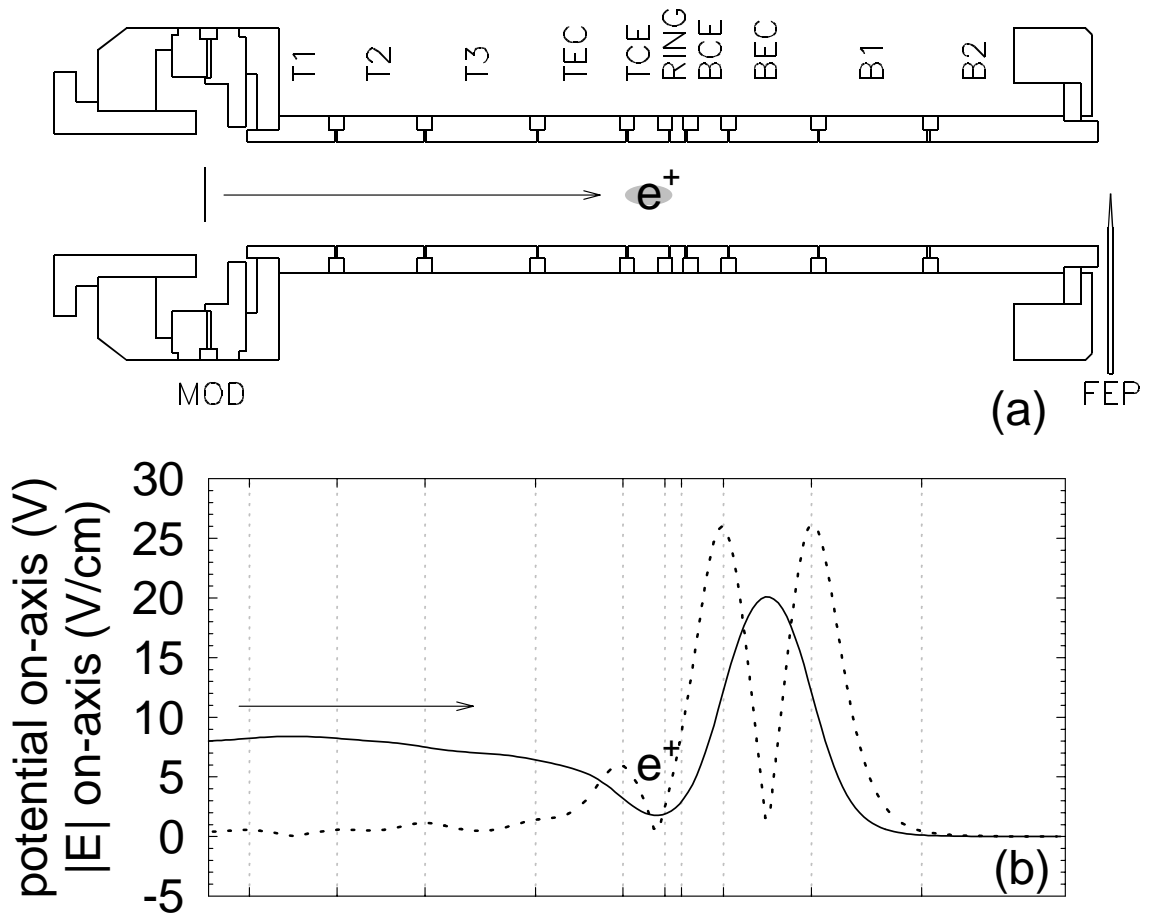 T1 T2 T3 TEC TCE RING BCE BEC B1 B2
e+
MOD
FEP
(a)
potential on-axis (V)
|E| on-axis (V/cm)
30
25
20
15
10
5
0
-5
e+
(b)